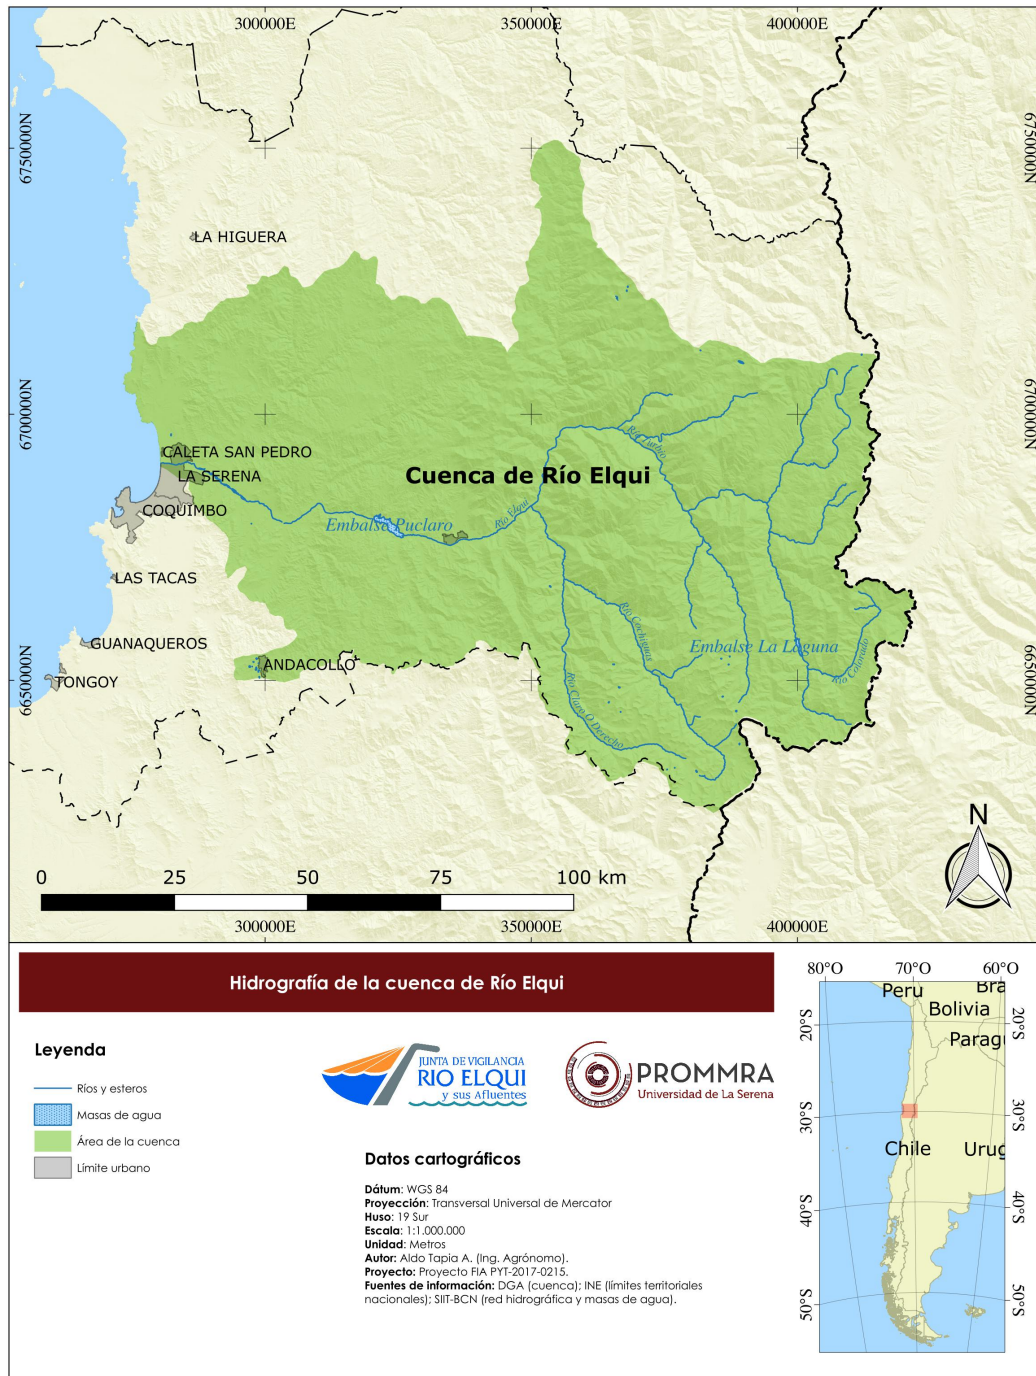 300000E
350000E
400000E
6750000N
6750000N
LA HIGUERA
6700000N
6700000N
Río Turbio
CALETA SAN PEDRO
LA SERENA
Cuenca de Río Elqui
COQUIMBO
Embalse Puclaro
Río Elqui
LAS TACAS
Río Cochiguas
GUANAQUEROS
Embalse La Laguna
ANDACOLLO
TONGOY
6650000N
6650000N
Río Colorado
Río Claro O Derecho
N
0 25 50 75 100 km
300000E
350000E
400000E
Hidrografía de la cuenca de Río Elqui
Leyenda
Ríos y esteros
Masas de agua
Área de la cuenca
Límite urbano
JUNTA DE VIGILANCIA
RIO ELQUI
y sus Afluentes
PROMMRA
Universidad de La Serena
Datos cartográficos
Dátum: WGS 84
Proyección: Transversal Universal de Mercator
Huso: 19 Sur
Escala: 1:1.000.000
Unidad: Metros
Autor: Aldo Tapia A. (Ing. Agrónomo).
Proyecto: Proyecto FIA PYT-2017-0215.
Fuentes de información: DGA (cuenca); INE (límites territoriales
nacionales); SIIT-BCN (red hidrográfica y masas de agua).
80°O 70°O 60°O
Peru
Bra
Bolivia
20°S
20°S
Paragu
30°S
30°S
Chile
Urug
40°S
40°S
50°S
50°S